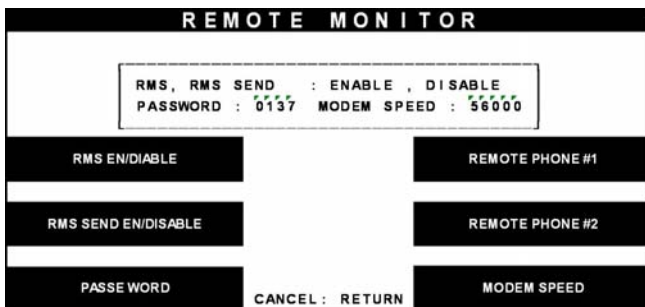 REMOTE MONITOR
RMS, RMS SEND : ENABLE , DISABLE
PASSWORD : 0137 MODEM SPEED : 56000
RMS EN/DIABLE
REMOTE PHONE #1
RMS SEND EN/DISABLE
REMOTE PHONE #2
PASSE WORD
CANCEL : RETURN
MODEM SPEED